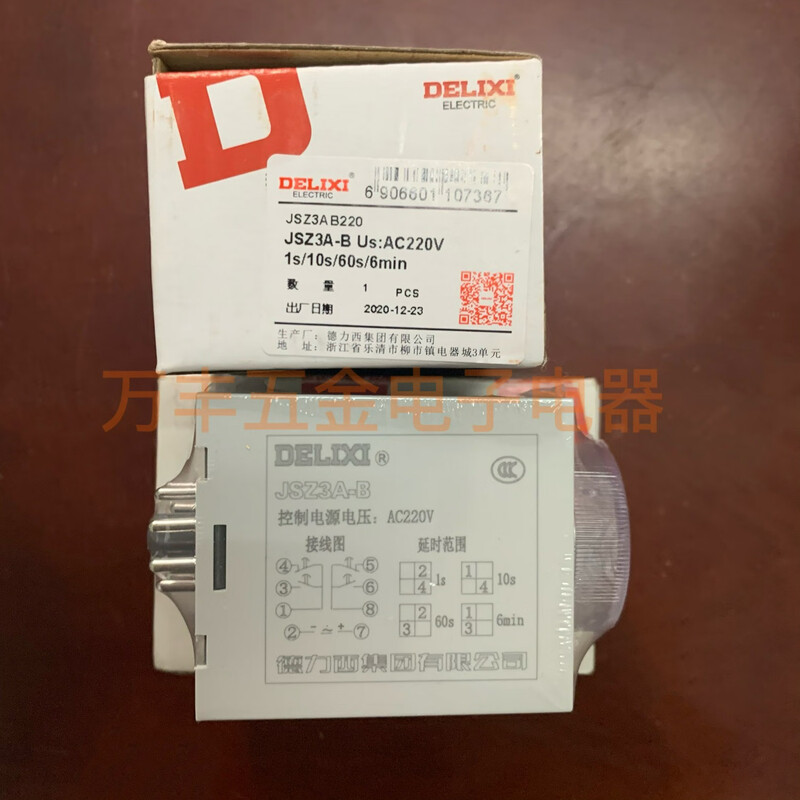 DELIXI®
ELECTRIC
DELIXI®
ELECTRIC
6 906601 107367
JSZ3AB220
JSZ3A-B Us:AC220V
1s/10s/60s/6min
数 量 1 PCS
出厂日期 2020-12-23
生产厂: 德力西集团有限公司
地 址: 浙江省乐清市柳市镇电器城3单元
万丰五金电子电器
DELIXI®
CCC
JSZ3A-B
控制电源电压: AC220V
接线图 延时范围
④ ⑤ 2 1
③ ⑥ 4 1s 4 10s
① ⑧ 2 1
② - ~ + ⑦ 3 60s 3 6min
德力西集团有限公司